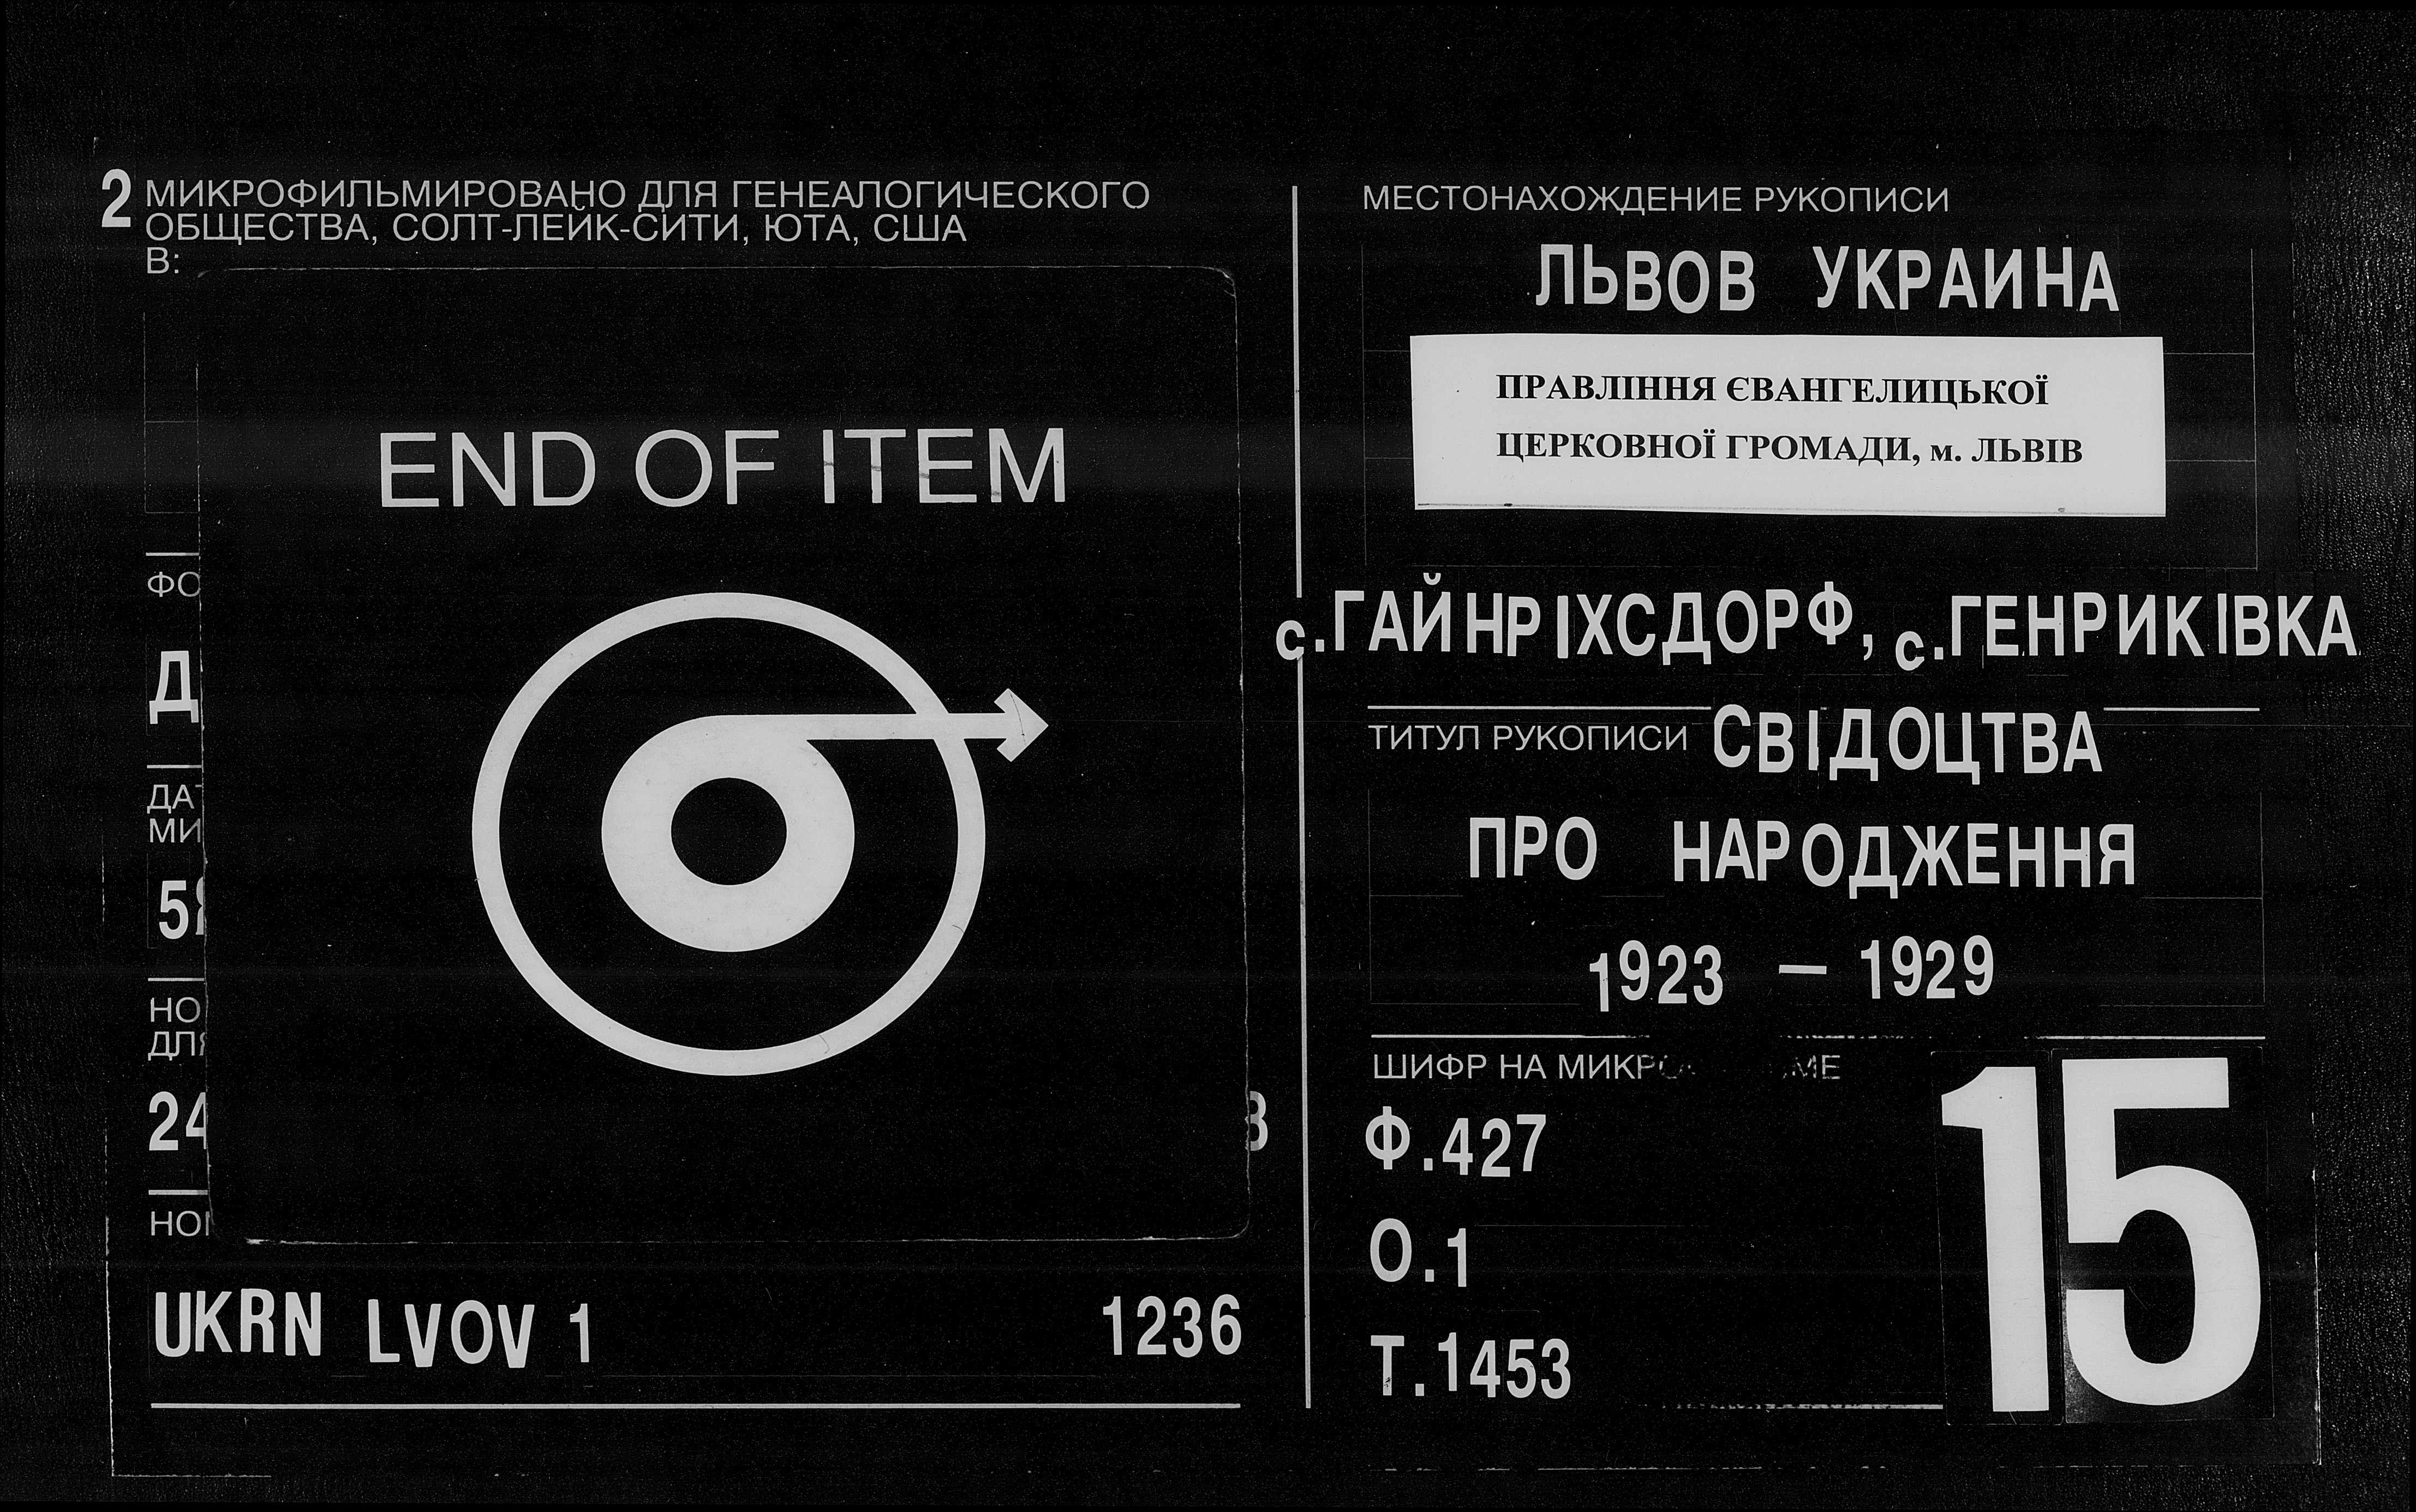 2 МИКРОФИЛЬМИРОВАНО ДЛЯ ГЕНЕАЛОГИЧЕСКОГО
ОБЩЕСТВА, СОЛТ-ЛЕЙК-СИТИ, ЮТА, США
В:
END OF ITEM
UKRN LVOV 1 1236
МЕСТОНАХОЖДЕНИЕ РУКОПИСИ
ЛЬВОВ УКРАИНА
ПРАВЛІННЯ ЄВАНГЕЛИЦЬКОЇ
ЦЕРКОВНОЇ ГРОМАДИ, м. ЛЬВІВ
с.ГАЙНРІХСДОРФ, с.ГЕНРИКІВКА
ТИТУЛ РУКОПИСИ СВІДОЦТВА
ПРО НАРОДЖЕННЯ
1923 — 1929
ШИФР НА
Ф.427
О.1
Т.1453
15